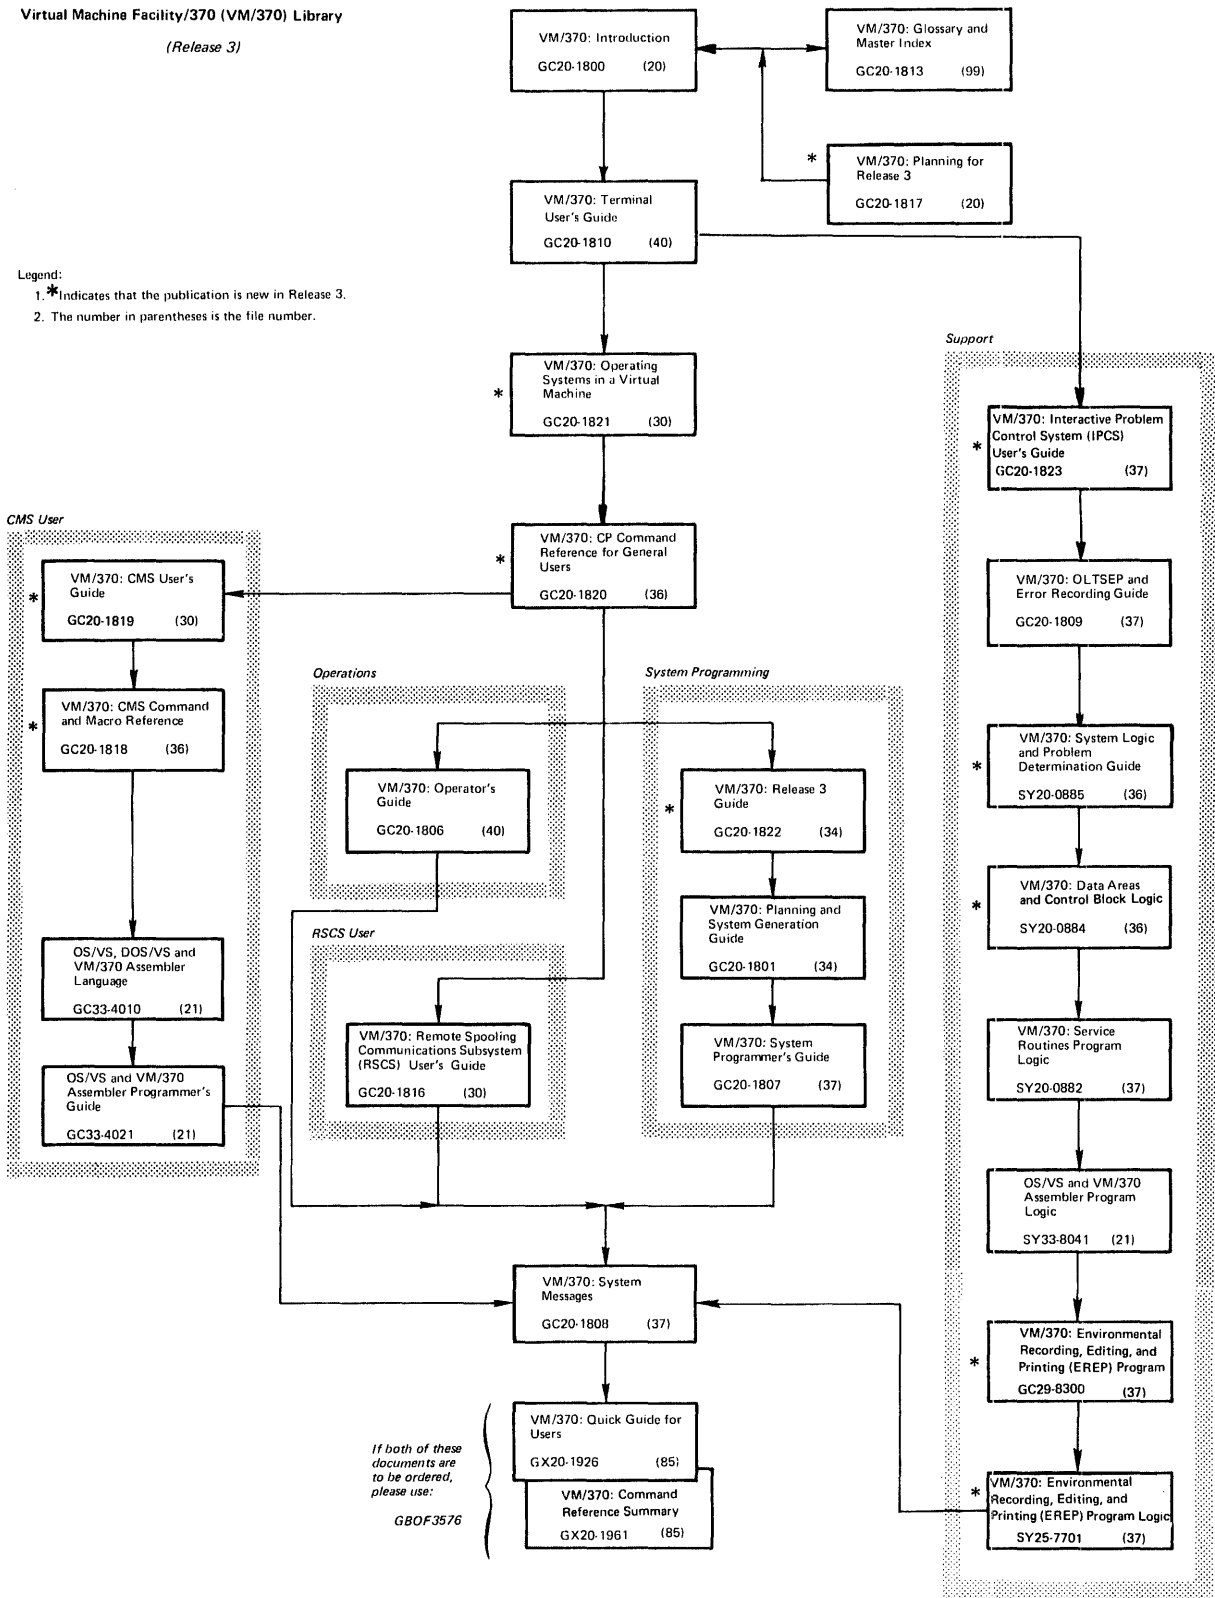 Virtual Machine Facility/370 (VM/370) Library
(Release 3)
VM/370: Introduction
GC20-1800 (20)
VM/370: Glossary and
Master Index
GC20-1813 (99)
*
VM/370: Planning for
Release 3
GC20-1817 (20)
VM/370: Terminal
User's Guide
GC20-1810 (40)
Legend:
1. *Indicates that the publication is new in Release 3.
2. The number in parentheses is the file number.
*
VM/370: Operating
Systems in a Virtual
Machine
GC20-1821 (30)
*
VM/370: CP Command
Reference for General
Users
GC20-1820 (36)
CMS User
*
VM/370: CMS User's
Guide
GC20-1819 (30)
*
VM/370: CMS Command
and Macro Reference
GC20-1818 (36)
OS/VS, DOS/VS and
VM/370 Assembler
Language
GC33-4010 (21)
OS/VS and VM/370
Assembler Programmer's
Guide
GC33-4021 (21)
Operations
VM/370: Operator's
Guide
GC20-1806 (40)
RSCS User
VM/370: Remote Spooling
Communications Subsystem
(RSCS) User's Guide
GC20-1816 (30)
System Programming
*
VM/370: Release 3
Guide
GC20-1822 (34)
VM/370: Planning and
System Generation
Guide
GC20-1801 (34)
VM/370: System
Programmer's Guide
GC20-1807 (37)
Support
*
VM/370: Interactive Problem
Control System (IPCS)
User's Guide
GC20-1823 (37)
VM/370: OLTSEP and
Error Recording Guide
GC20-1809 (37)
*
VM/370: System Logic
and Problem
Determination Guide
SY20-0885 (36)
*
VM/370: Data Areas
and Control Block Logic
SY20-0884 (36)
VM/370: Service
Routines Program
Logic
SY20-0882 (37)
OS/VS and VM/370
Assembler Program
Logic
SY33-8041 (21)
*
VM/370: Environmental
Recording, Editing, and
Printing (EREP) Program
GC29-8300 (37)
*
VM/370: Environmental
Recording, Editing, and
Printing (EREP) Program Logic
SY25-7701 (37)
VM/370: System
Messages
GC20-1808 (37)
VM/370: Quick Guide for
Users
GX20-1926 (85)
VM/370: Command
Reference Summary
GX20-1961 (85)
If both of these
documents are
to be ordered,
please use:
GBOF3576